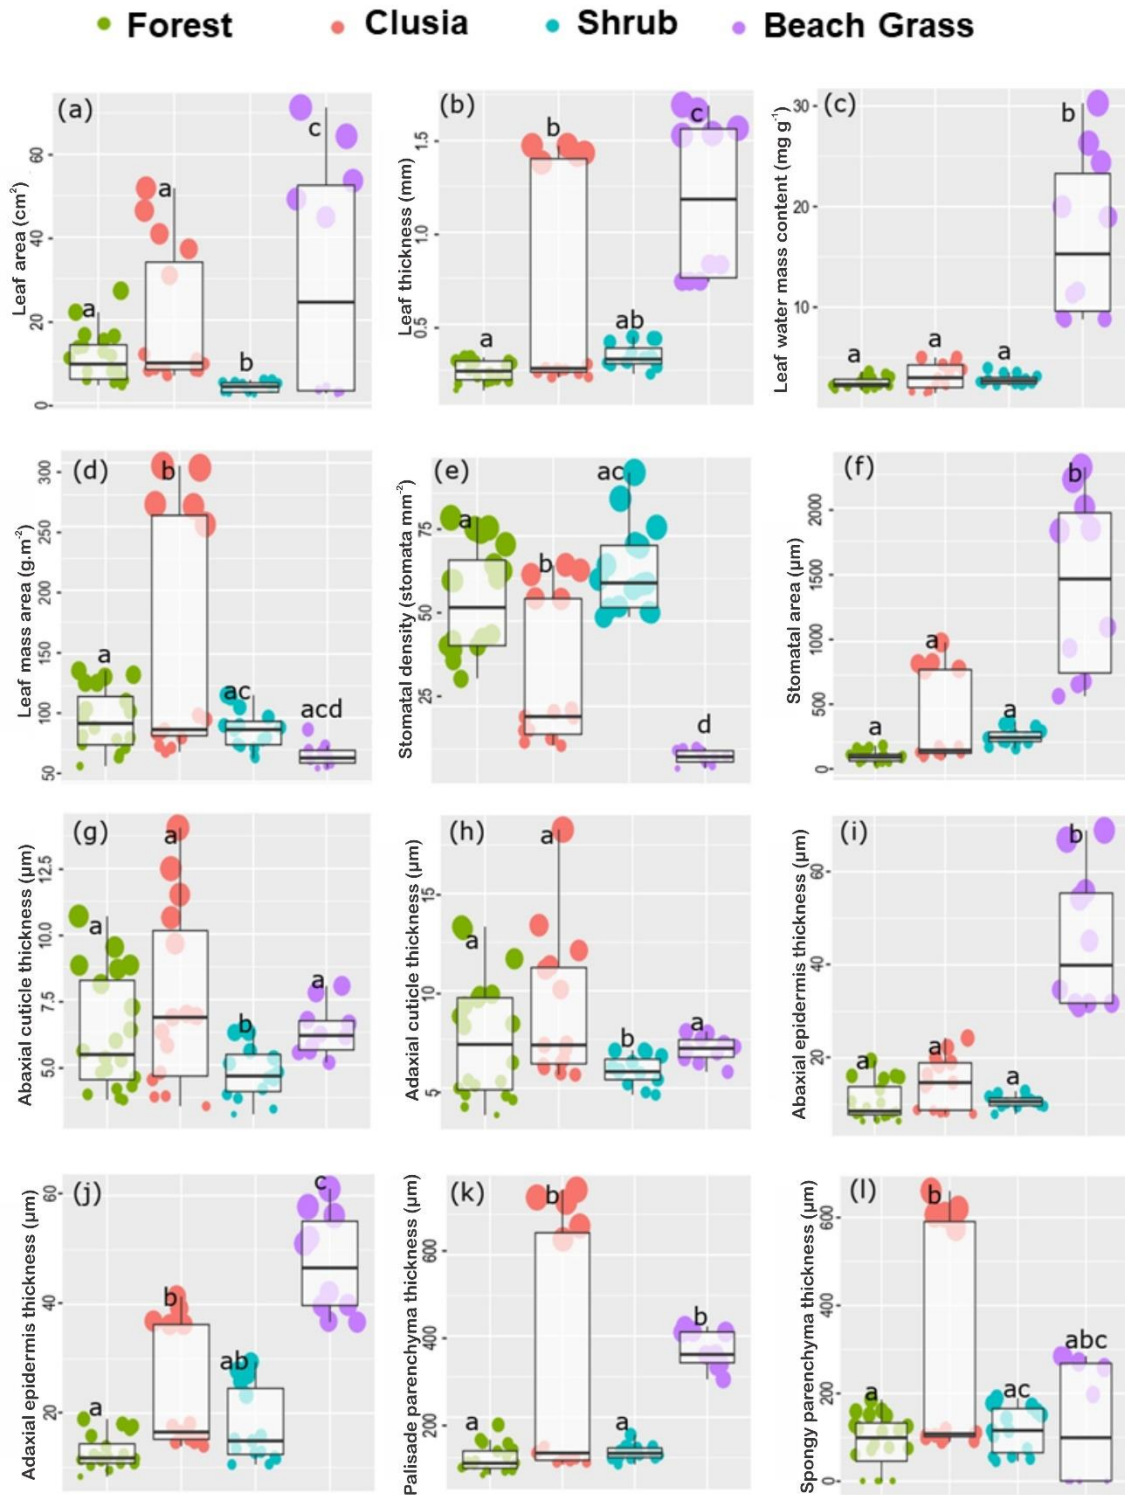 Forest Clusia Shrub Beach Grass
(a)
Leaf area (cm²)
0 20 40 60
a a b c
(b)
Leaf thickness (mm)
0.5 1.0 1.5
a b ab c
(c)
Leaf water mass content (mg g⁻¹)
10 20 30
a a a b
(d)
Leaf mass area (g.m⁻²)
50 100 150 200 250 300
a b ac acd
(e)
Stomatal density (stomata mm⁻²)
25 50 75
a b ac d
(f)
Stomatal area (µm)
0 500 1000 1500 2000
a a a b
(g)
Abaxial cuticle thickness (µm)
5.0 7.5 10.0 12.5
a a b a
(h)
Adaxial cuticle thickness (µm)
5 10 15
a a b a
(i)
Abaxial epidermis thickness (µm)
20 40 60
a a a b
(j)
Adaxial epidermis thickness (µm)
20 40 60
a b ab c
(k)
Palisade parenchyma thickness (µm)
200 400 600
a b a b
(l)
Spongy parenchyma thickness (µm)
0 200 400 600
a b ac abc